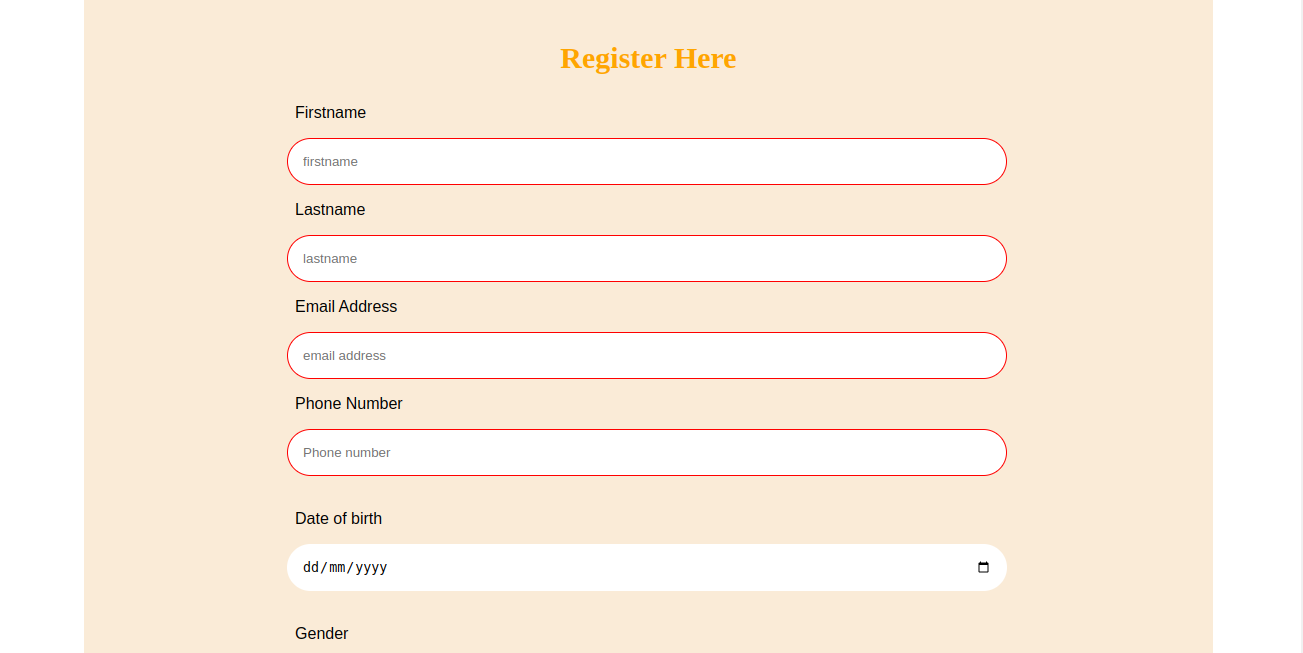 Register Here
Firstname
firstname
Lastname
lastname
Email Address
email address
Phone Number
Phone number
Date of birth
dd/mm/yyyy
Gender